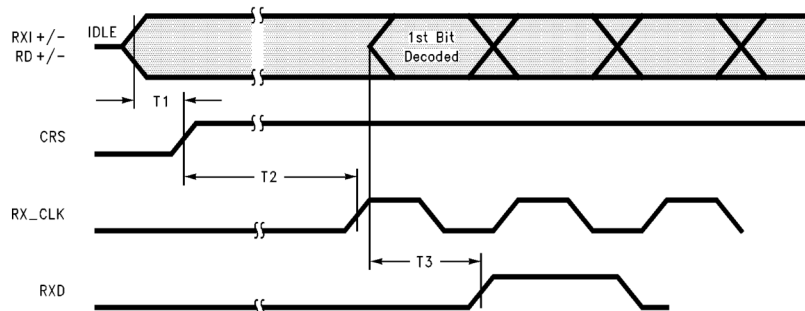 RXI +/-
RD +/-
IDLE
1st Bit
Decoded
T1
CRS
T2
RX_CLK
T3
RXD